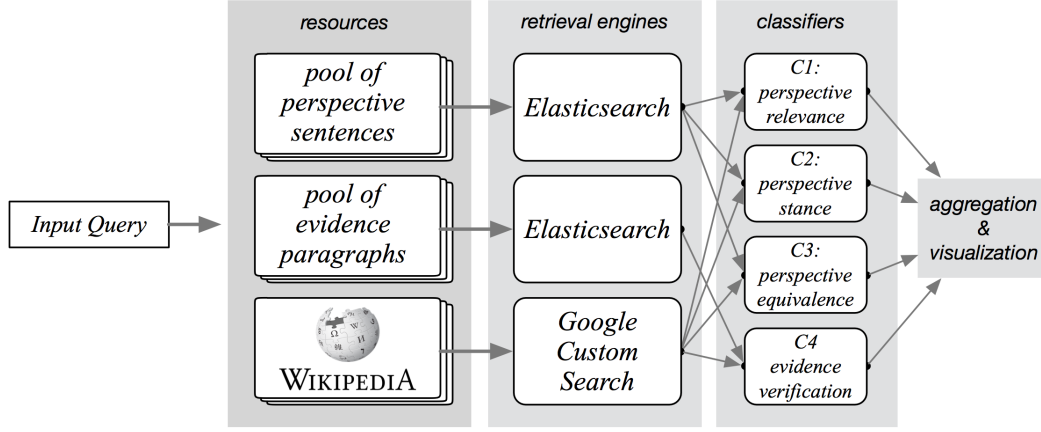 resources
retrieval engines
classifiers
Input Query
pool of
perspective
sentences
pool of
evidence
paragraphs
Ω
W
WIKIPEDIA
Elasticsearch
Elasticsearch
Google
Custom
Search
C1:
perspective
relevance
C2:
perspective
stance
C3:
perspective
equivalence
C4
evidence
verification
aggregation
&
visualization